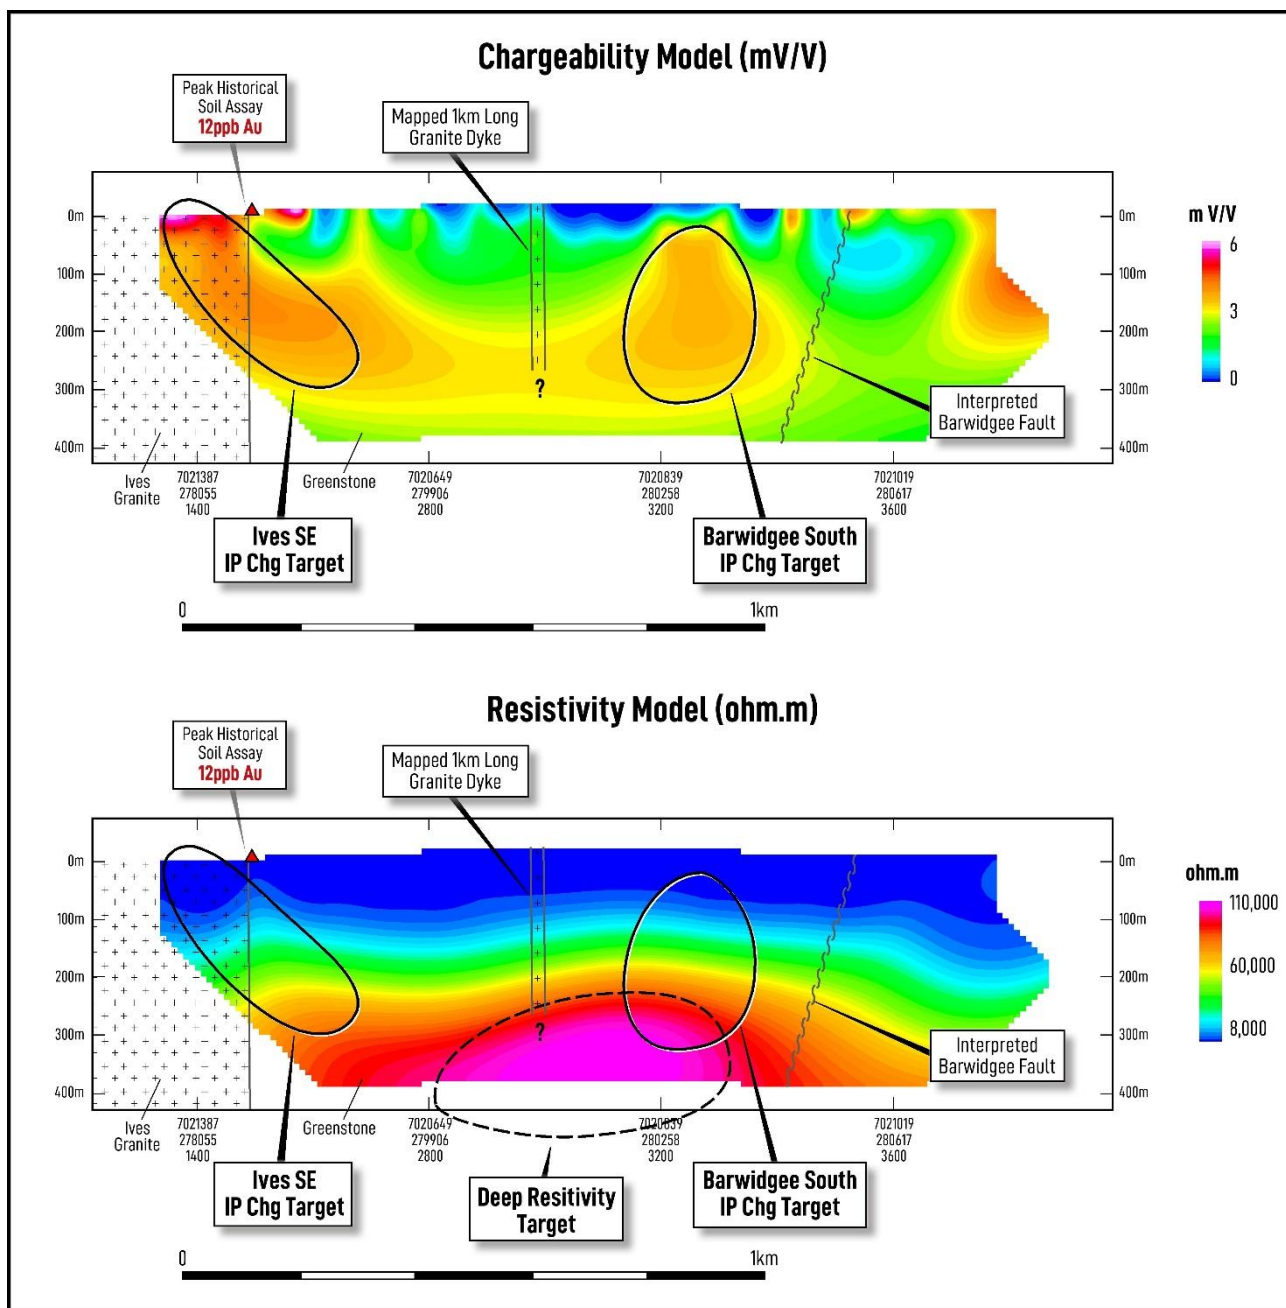 Chargeability Model (mV/V)
Peak Historical
Soil Assay
12ppb Au
Mapped 1km Long
Granite Dyke
0m
100m
200m
300m
400m
0m
100m
200m
300m
400m
m V/V
6
3
0
?
Interpreted
Barwidgee Fault
Ives
Granite
7021387
278055
1400
Greenstone
7020649
279906
2800
7020839
280258
3200
7021019
280617
3600
Ives SE
IP Chg Target
Barwidgee South
IP Chg Target
0
1km
Resistivity Model (ohm.m)
Peak Historical
Soil Assay
12ppb Au
Mapped 1km Long
Granite Dyke
0m
100m
200m
300m
400m
0m
100m
200m
300m
400m
ohm.m
110,000
60,000
8,000
?
Interpreted
Barwidgee Fault
Ives
Granite
7021387
278055
1400
Greenstone
7020649
279906
2800
7020839
280258
3200
7021019
280617
3600
Ives SE
IP Chg Target
Deep Resitivity
Target
Barwidgee South
IP Chg Target
0
1km